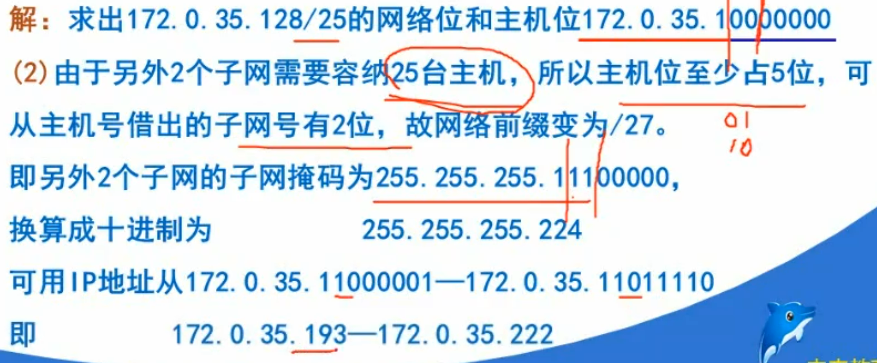 解：求出172.0.35.128/25的网络位和主机位172.0.35.10000000
(2)由于另外2个子网需要容纳25台主机，所以主机位至少占5位，可
从主机号借出的子网号有2位，故网络前缀变为/27。
01
10
即另外2个子网的子网掩码为255.255.255.11100000，
换算成十进制为 255.255.255.224
可用IP地址从172.0.35.11000001—172.0.35.11011110
即 172.0.35.193—172.0.35.222